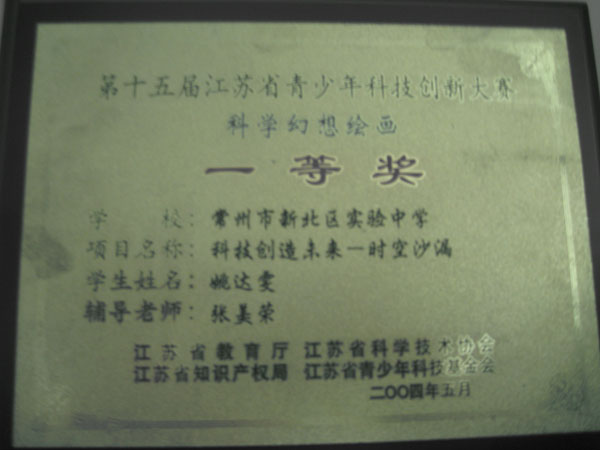 第十五届江苏省青少年科技创新大赛
科学幻想绘画
一等奖
学 校：常州市新北区实验中学
项目名称：科技创造未来一时空沙漏
学生姓名：姚达雯
辅导老师：张美荣
江苏省教育厅 江苏省科学技术协会
江苏省知识产权局 江苏省青少年科技基金会
二〇〇四年五月